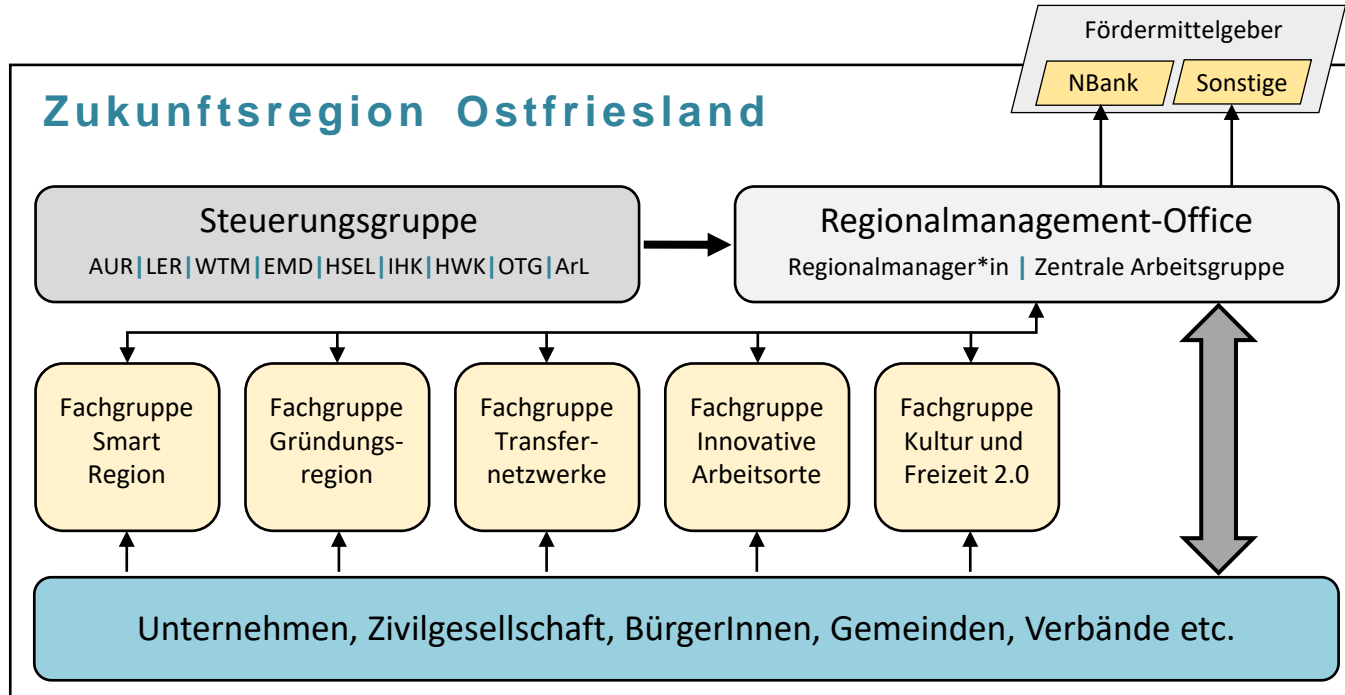 Fördermittelgeber
NBank
Sonstige
Zukunftsregion Ostfriesland
Steuerungsgruppe
AUR|LER|WTM|EMD|HSEL|IHK|HWK|OTG|ArL
Regionalmanagement-Office
Regionalmanager*in | Zentrale Arbeitsgruppe
Fachgruppe
Smart
Region
Fachgruppe
Gründungs-
region
Fachgruppe
Transfer-
netzwerke
Fachgruppe
Innovative
Arbeitsorte
Fachgruppe
Kultur und
Freizeit 2.0
Unternehmen, Zivilgesellschaft, BürgerInnen, Gemeinden, Verbände etc.